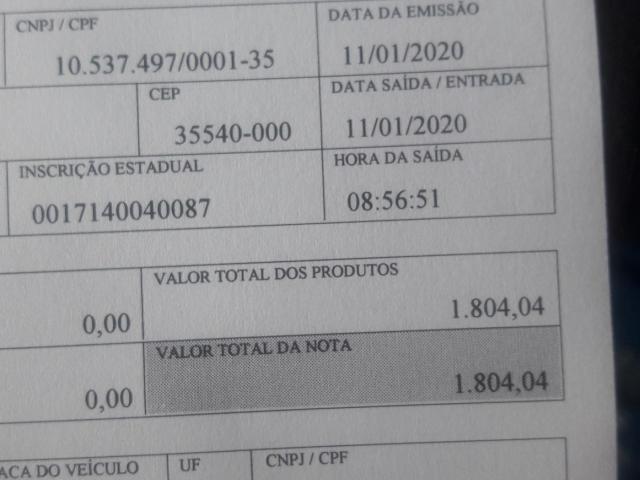 CNPJ / CPF
10.537.497/0001-35
DATA DA EMISSÃO
11/01/2020
CEP
35540-000
DATA SAÍDA / ENTRADA
11/01/2020
INSCRIÇÃO ESTADUAL
0017140040087
HORA DA SAÍDA
08:56:51
0,00
VALOR TOTAL DOS PRODUTOS
1.804,04
0,00
VALOR TOTAL DA NOTA
1.804,04
ACA DO VEÍCULO
UF
CNPJ / CPF